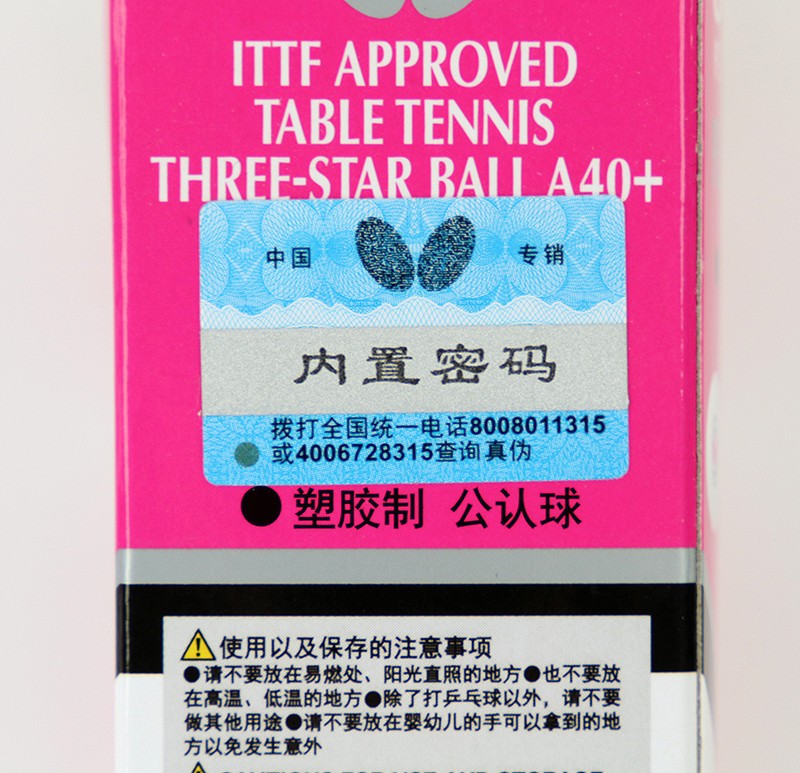 ITTF APPROVED
TABLE TENNIS
THREE-STAR BALL A40+
中国 专销
内置密码
拨打全国统一电话8008011315
或4006728315查询真伪
●塑胶制 公认球
使用以及保存的注意事项
●请不要放在易燃处、阳光直照的地方●也不要放
在高温、低温的地方●除了打乒乓球以外，请不要
做其他用途●请不要放在婴幼儿的手可以拿到的地
方以免发生意外
CAUTIONS FOR USE AND STORAGE